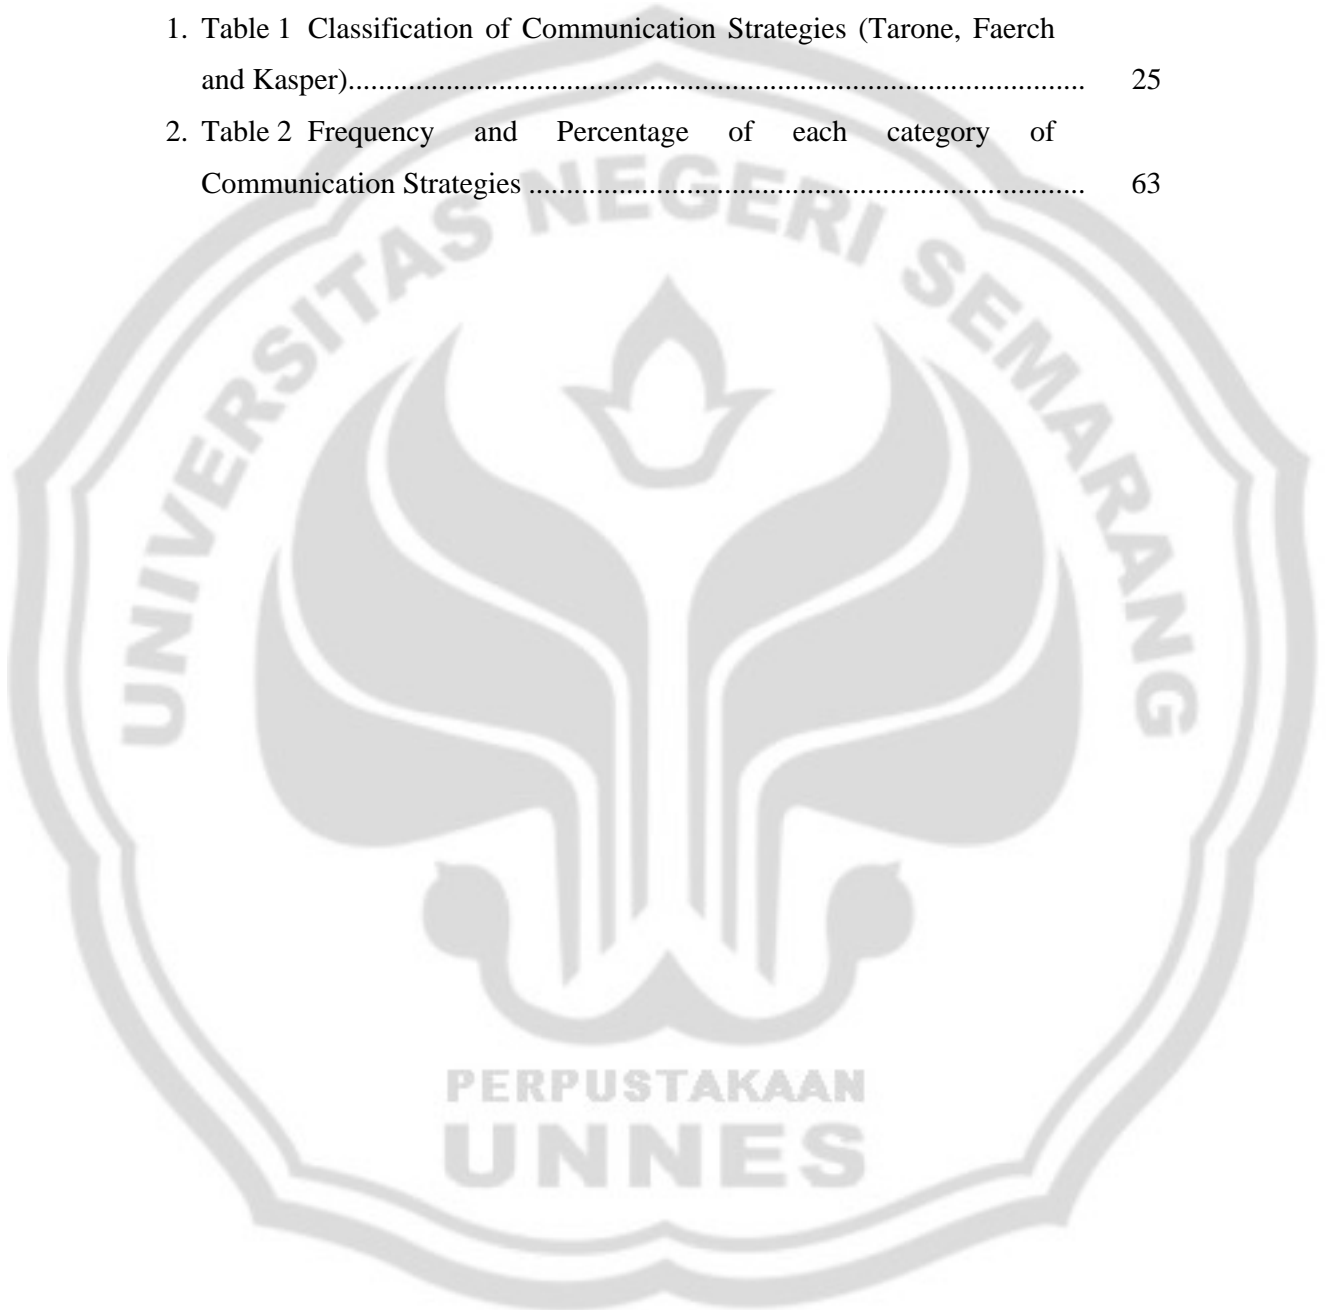 1. Table 1 Classification of Communication Strategies (Tarone, Faerch
and Kasper).................................................................................................. 25
2. Table 2 Frequency and Percentage of each category of
Communication Strategies .......................................................................... 63
UNIVERSITAS NEGERI SEMARANG
PERPUSTAKAAN
UNNES